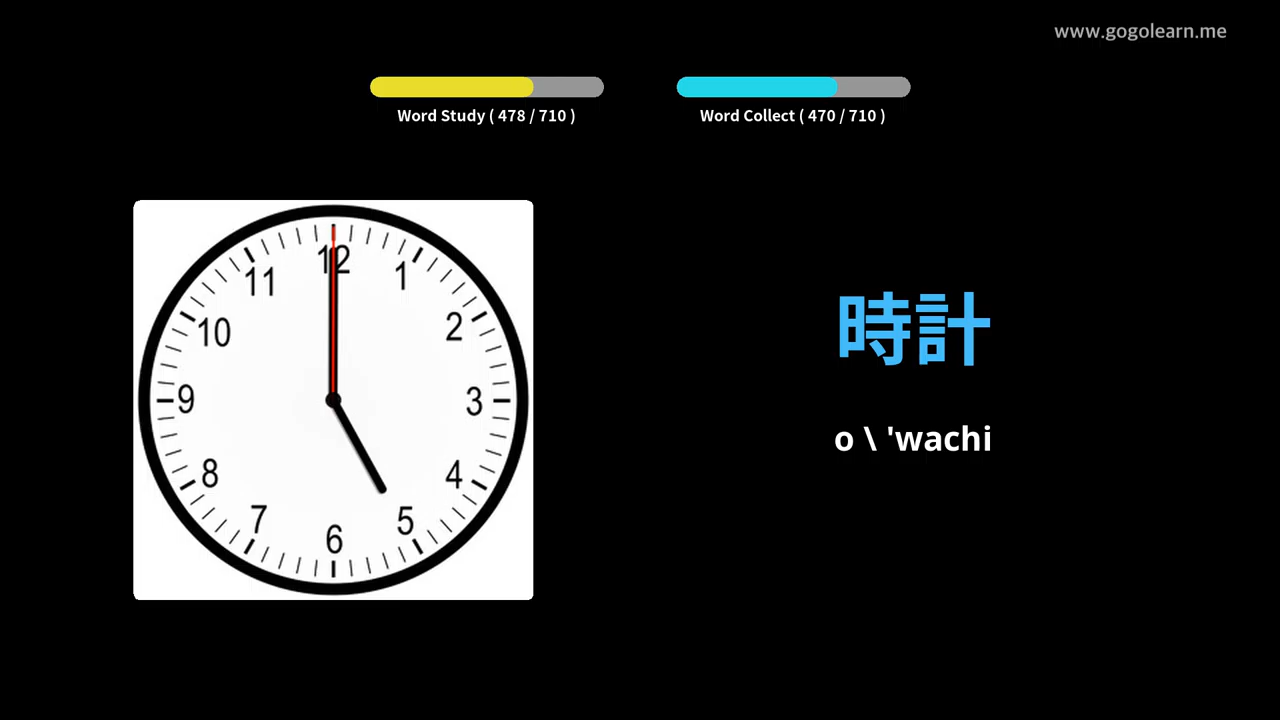 www.gogolearn.me
Word Study ( 478 / 710 )
Word Collect ( 470 / 710 )
12
1
2
3
4
5
6
7
8
9
10
11
時計
o \ 'wachi